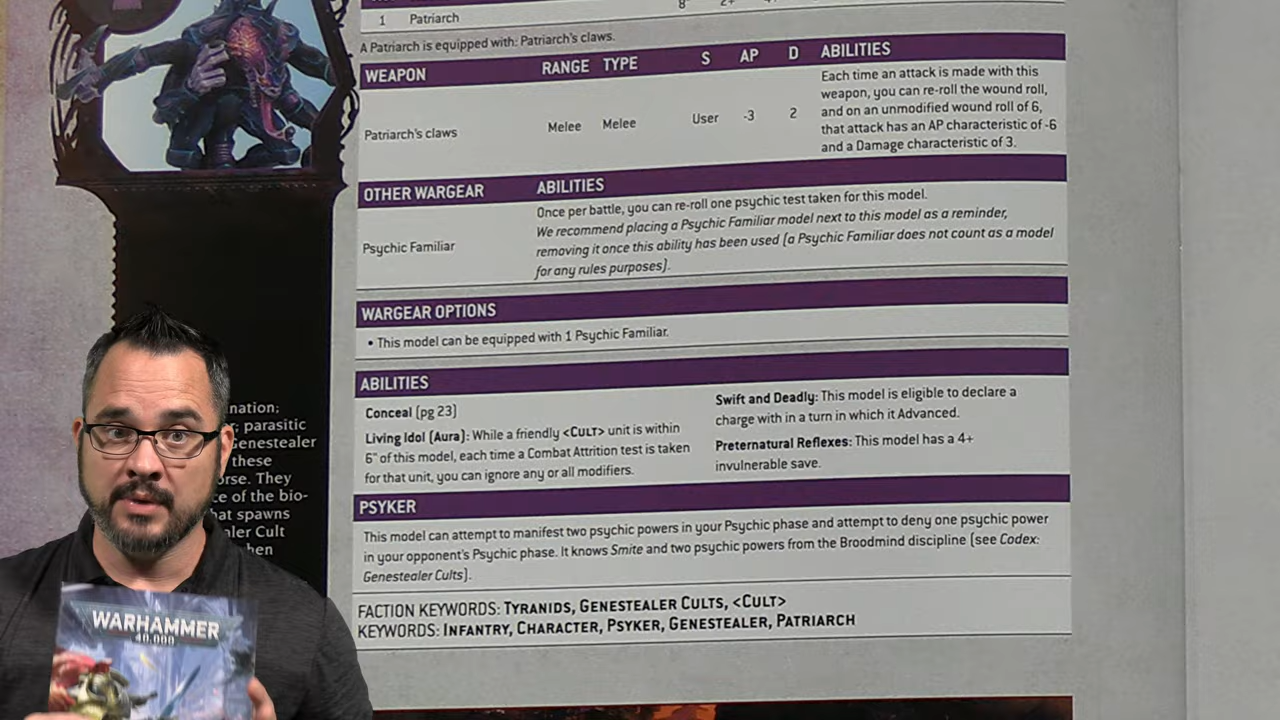 1 Patriarch 8" 2+
A Patriarch is equipped with: Patriarch's claws.
WEAPON RANGE TYPE S AP D ABILITIES
Patriarch's claws Melee Melee User -3 2
Each time an attack is made with this
weapon, you can re-roll the wound roll,
and on an unmodified wound roll of 6,
that attack has an AP characteristic of -6
and a Damage characteristic of 3.
OTHER WARGEAR ABILITIES
Psychic Familiar
Once per battle, you can re-roll one psychic test taken for this model.
We recommend placing a Psychic Familiar model next to this model as a reminder,
removing it once this ability has been used (a Psychic Familiar does not count as a model
for any rules purposes).
WARGEAR OPTIONS
• This model can be equipped with 1 Psychic Familiar.
ABILITIES
Conceal (pg 23)
Living Idol (Aura): While a friendly <CULT> unit is within
6" of this model, each time a Combat Attrition test is taken
for that unit, you can ignore any or all modifiers.
Swift and Deadly: This model is eligible to declare a
charge with in a turn in which it Advanced.
Preternatural Reflexes: This model has a 4+
invulnerable save.
PSYKER
This model can attempt to manifest two psychic powers in your Psychic phase and attempt to deny one psychic power
in your opponent's Psychic phase. It knows Smite and two psychic powers from the Broodmind discipline (see Codex:
Genestealer Cults).
FACTION KEYWORDS: TYRANIDS, GENESTEALER CULTS, <CULT>
KEYWORDS: INFANTRY, CHARACTER, PSYKER, GENESTEALER, PATRIARCH
parasitic
these
They
of the bio-
spawns
Cult
WARHAMMER
40,000